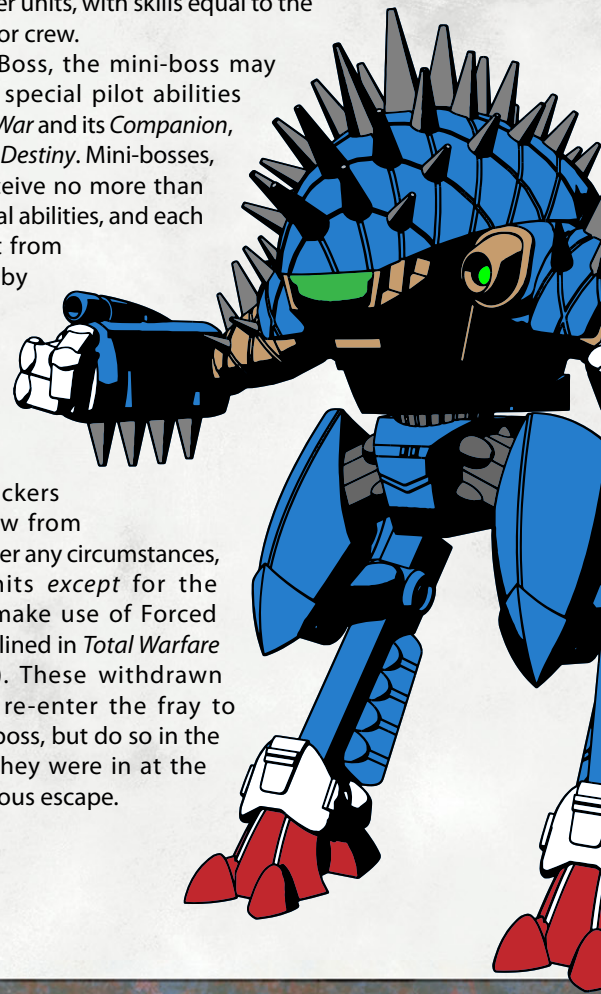 er units, with skills equal to the
or crew.
Boss, the mini-boss may
special pilot abilities
War and its Companion,
Destiny. Mini-bosses,
eive no more than
al abilities, and each
from
by
ckers
w from
er any circumstances,
nits except for the
make use of Forced
lined in Total Warfare
). These withdrawn
re-enter the fray to
boss, but do so in the
hey were in at the
ous escape.